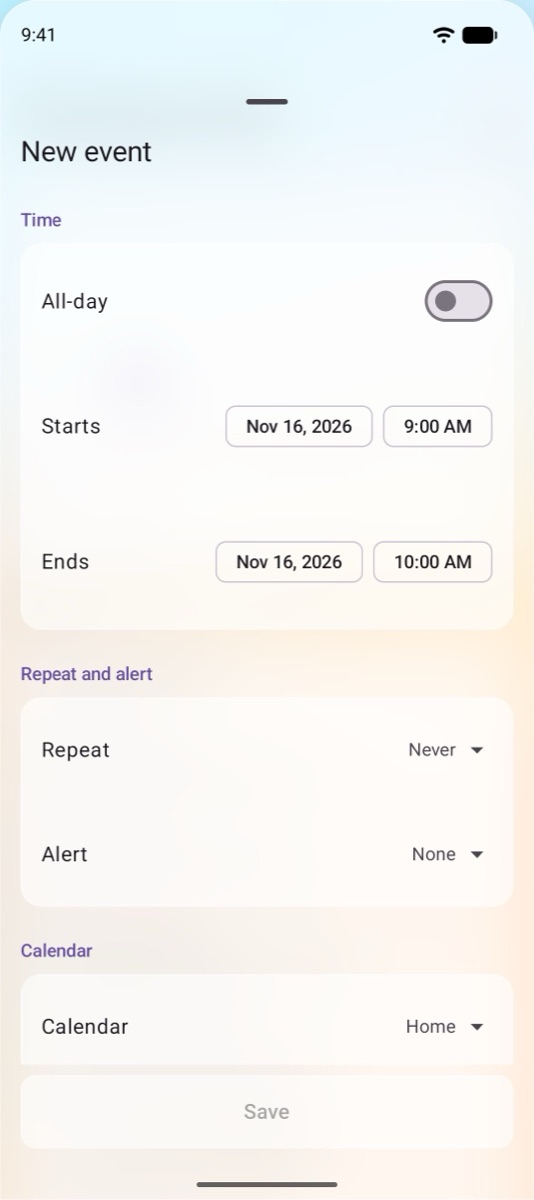 9:41
New event
Time
All-day
Starts Nov 16, 2026 9:00 AM
Ends Nov 16, 2026 10:00 AM
Repeat and alert
Repeat Never
Alert None
Calendar
Calendar Home
Save